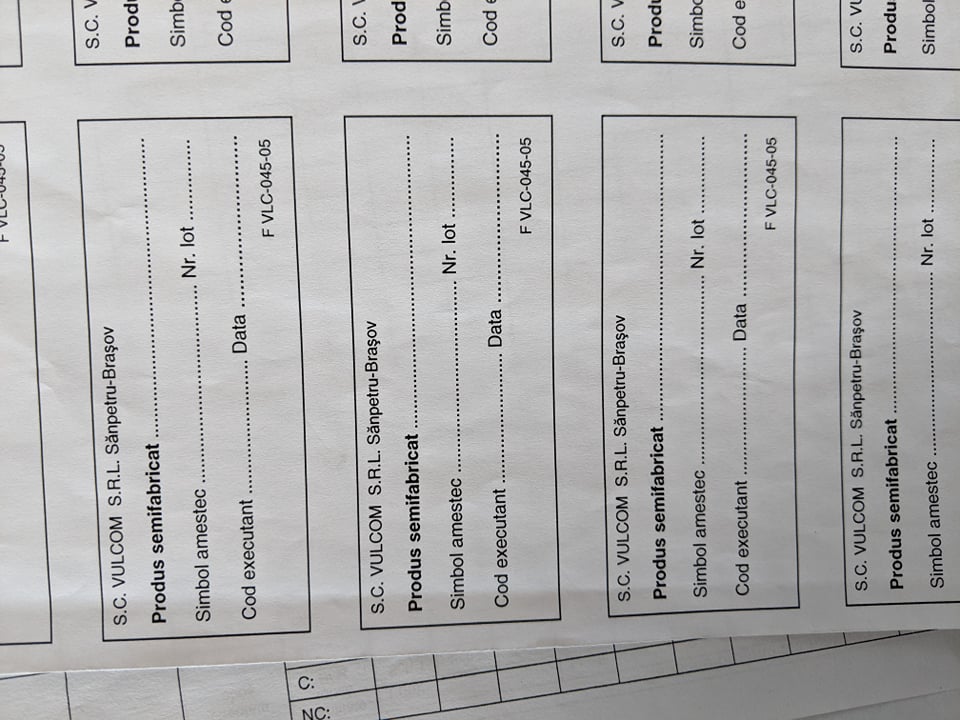 F VLC-045-05
S.C. VULCOM S.R.L. Sănpetru-Braşov
Produs semifabricat ................................................
Simbol amestec ................................ Nr. lot .............
Cod executant ...................... Data ............................
F VLC-045-05
S.C. VULCOM S.R.L. Sănpetru-Braşov
Produs semifabricat ................................................
Simbol amestec ................................ Nr. lot .............
Cod executant ...................... Data ............................
F VLC-045-05
S.C. VULCOM S.R.L. Sănpetru-Braşov
Produs semifabricat ................................................
Simbol amestec ................................ Nr. lot .............
Cod executant ...................... Data ............................
F VLC-045-05
S.C. VULCOM S.R.L. Sănpetru-Braşov
Produs semifabricat ................................................
Simbol amestec ................................ Nr. lot .............
S.C. V
Produ
Simb
Cod e
S.C. V
Prod
Simb
Cod e
S.C. V
Produ
Simbo
Cod e
S.C. VU
Produ
Simbol
C:
NC: